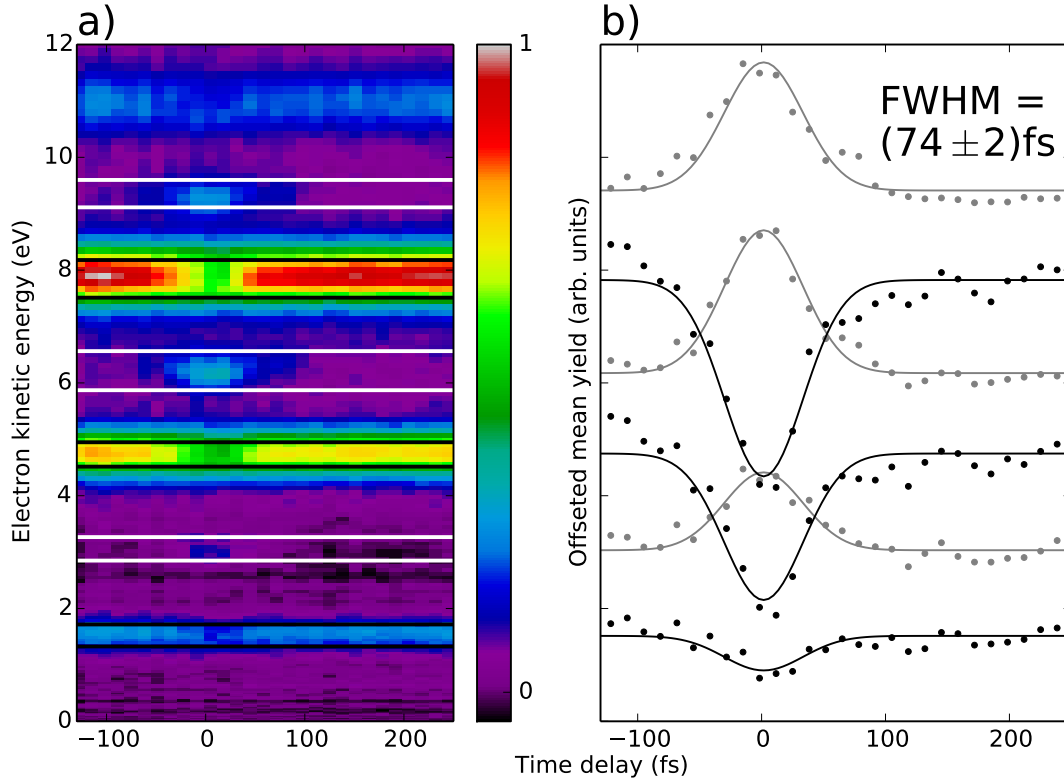 a)
b)
12
10
8
6
4
2
0
Electron kinetic energy (eV)
−100
0
100
200
1
0
Offseted mean yield (arb. units)
FWHM =
(74 ±2)fs
−100
0
100
200
Time delay (fs)